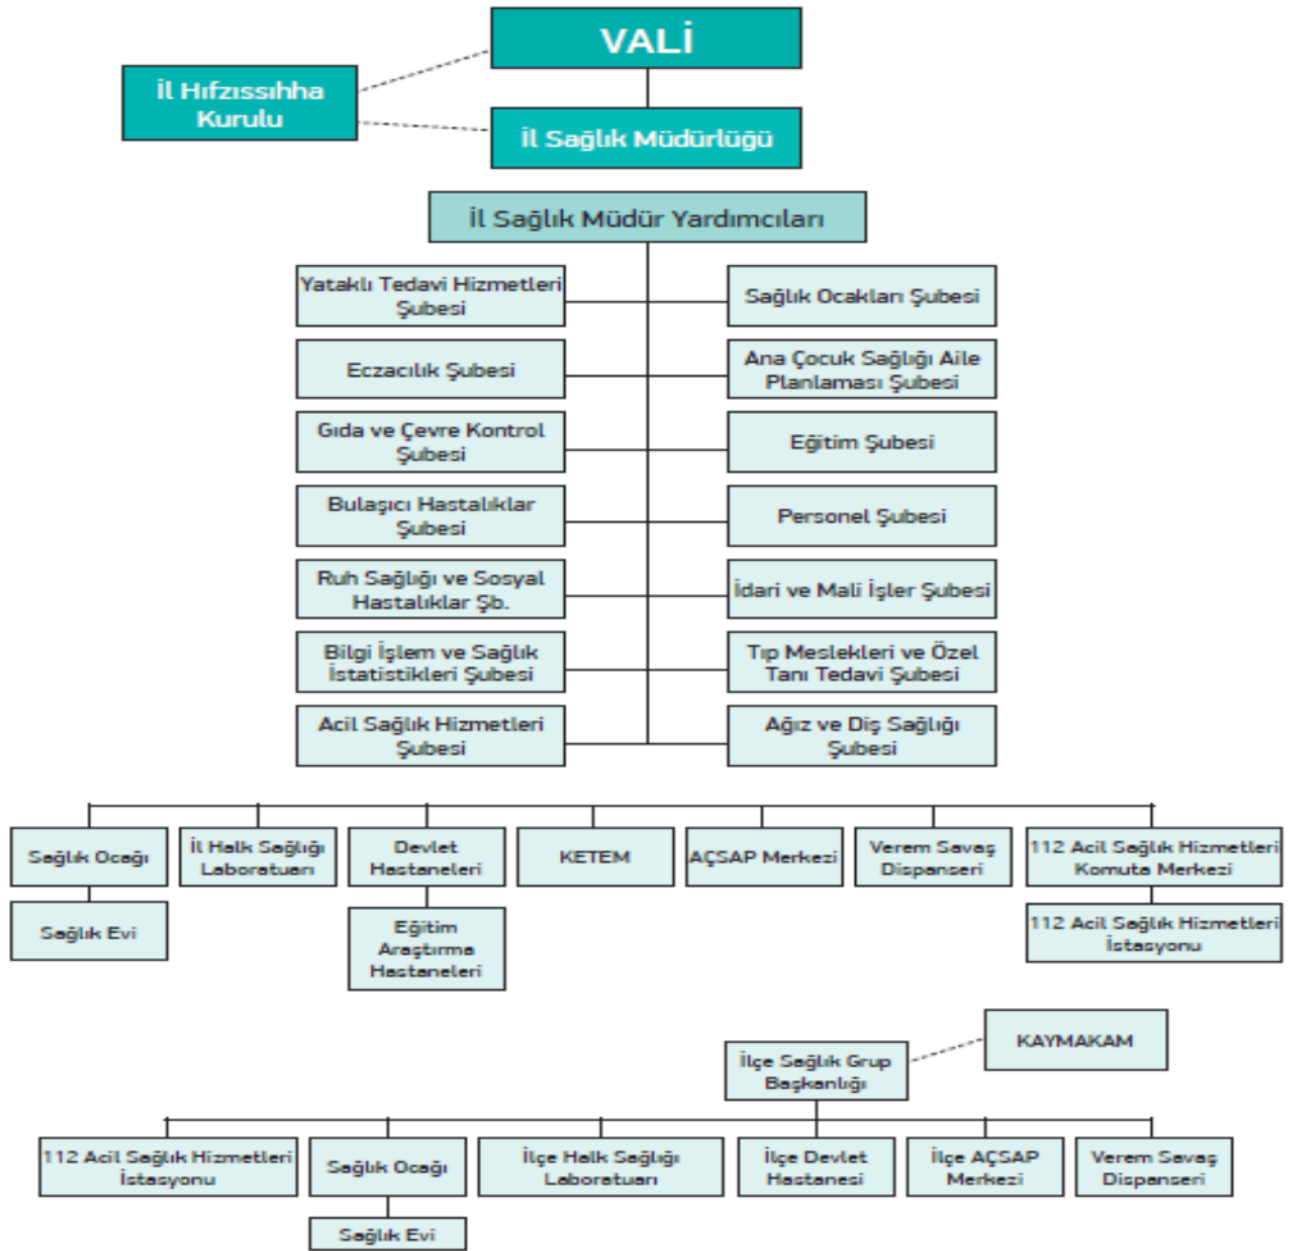 VALİ
İl Hıfzıssıhha
Kurulu
İl Sağlık Müdürlüğü
İl Sağlık Müdür Yardımcıları
Yataklı Tedavi Hizmetleri
Şubesi
Sağlık Ocakları Şubesi
Eczacılık Şubesi
Ana Çocuk Sağlığı Aile
Planlaması Şubesi
Gıda ve Çevre Kontrol
Şubesi
Eğitim Şubesi
Bulaşıcı Hastalıklar
Şubesi
Personel Şubesi
Ruh Sağlığı ve Sosyal
Hastalıklar Şb.
İdari ve Mali İşler Şubesi
Bilgi İşlem ve Sağlık
İstatistikleri Şubesi
Tıp Meslekleri ve Özel
Tanı Tedavi Şubesi
Acil Sağlık Hizmetleri
Şubesi
Ağız ve Diş Sağlığı
Şubesi
Sağlık Ocağı
İl Halk Sağlığı
Laboratuarı
Devlet
Hastaneleri
KETEM
AÇSAP Merkezi
Verem Savaş
Dispanseri
112 Acil Sağlık Hizmetleri
Komuta Merkezi
Sağlık Evi
Eğitim
Araştırma
Hastaneleri
112 Acil Sağlık Hizmetleri
İstasyonu
KAYMAKAM
İlçe Sağlık Grup
Başkanlığı
112 Acil Sağlık Hizmetleri
İstasyonu
Sağlık Ocağı
İlçe Halk Sağlığı
Laboratuarı
İlçe Devlet
Hastanesi
İlçe AÇSAP
Merkezi
Verem Savaş
Dispanseri
Sağlık Evi